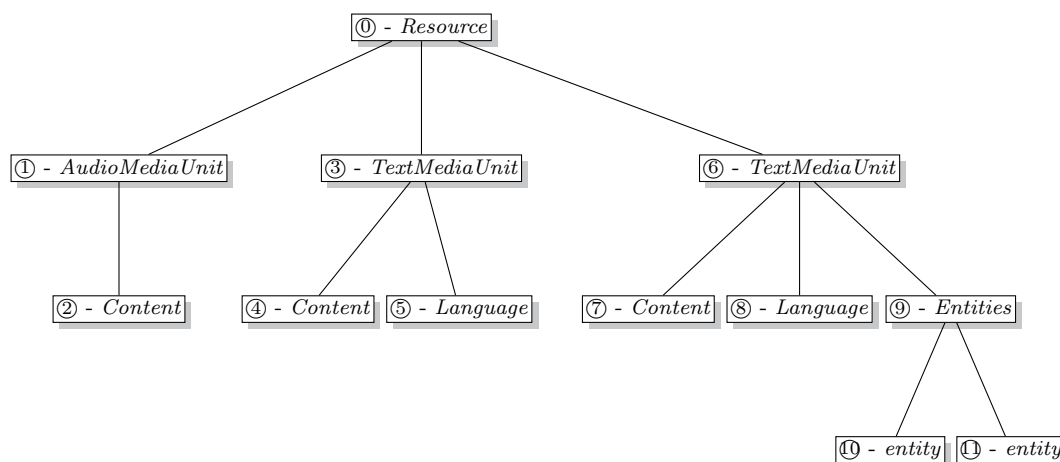 ⓪ - Resource
① - AudioMediaUnit
③ - TextMediaUnit
⑥ - TextMediaUnit
② - Content
④ - Content
⑤ - Language
⑦ - Content
⑧ - Language
⑨ - Entities
⑩ - entity
⑪ - entity